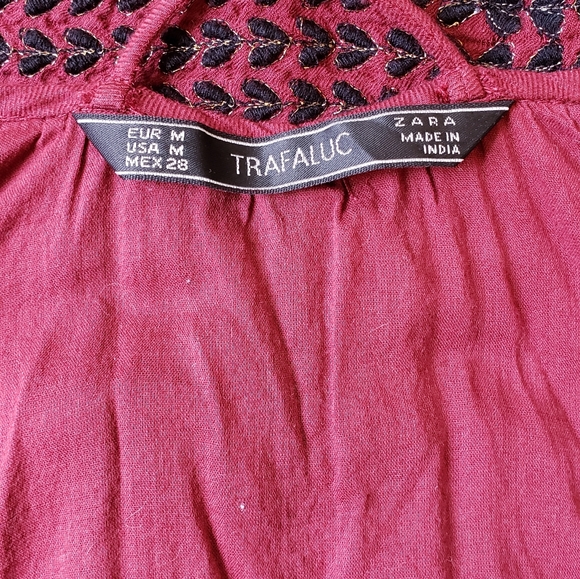 EUR M
USA M
MEX 28
TRAFALUC
ZARA
MADE IN
INDIA